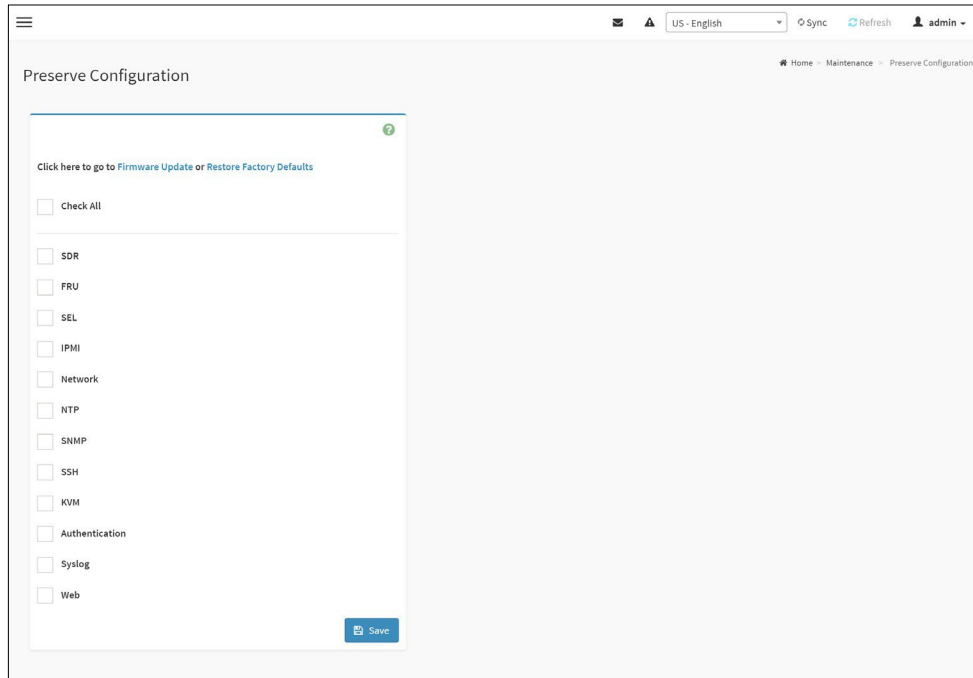 US - English Sync Refresh admin
Preserve Configuration
Home > Maintenance > Preserve Configuration
?
Click here to go to Firmware Update or Restore Factory Defaults
Check All
SDR
FRU
SEL
IPMI
Network
NTP
SNMP
SSH
KVM
Authentication
Syslog
Web
Save